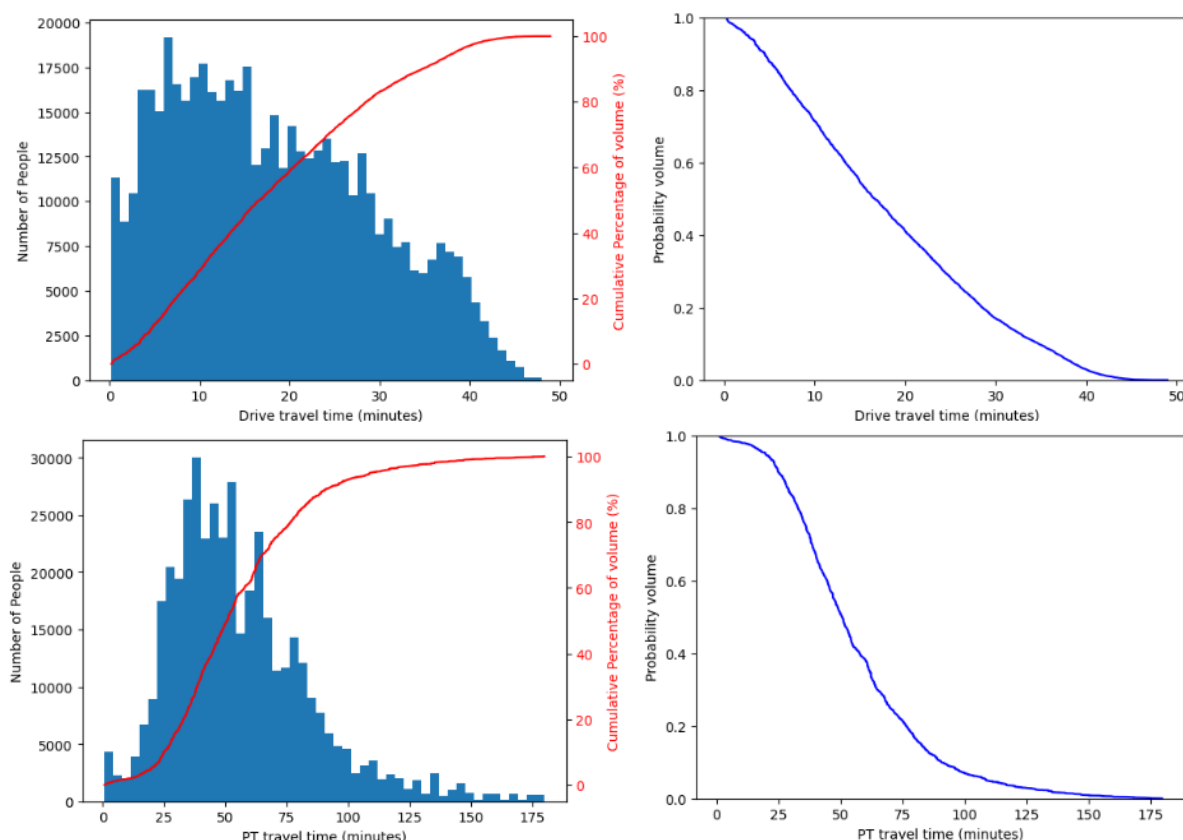 20000
17500
15000
12500
10000
7500
5000
2500
0
Number of People
0 10 20 30 40 50
Drive travel time (minutes)
100
80
60
40
20
0
Cumulative Percentage of volume (%)
1.0
0.8
0.6
0.4
0.2
0.0
Probability volume
0 10 20 30 40 50
Drive travel time (minutes)
30000
25000
20000
15000
10000
5000
0
Number of People
0 25 50 75 100 125 150 175
PT travel time (minutes)
100
80
60
40
20
0
Cumulative Percentage of volume (%)
1.0
0.8
0.6
0.4
0.2
0.0
Probability volume
0 25 50 75 100 125 150 175
PT travel time (minutes)